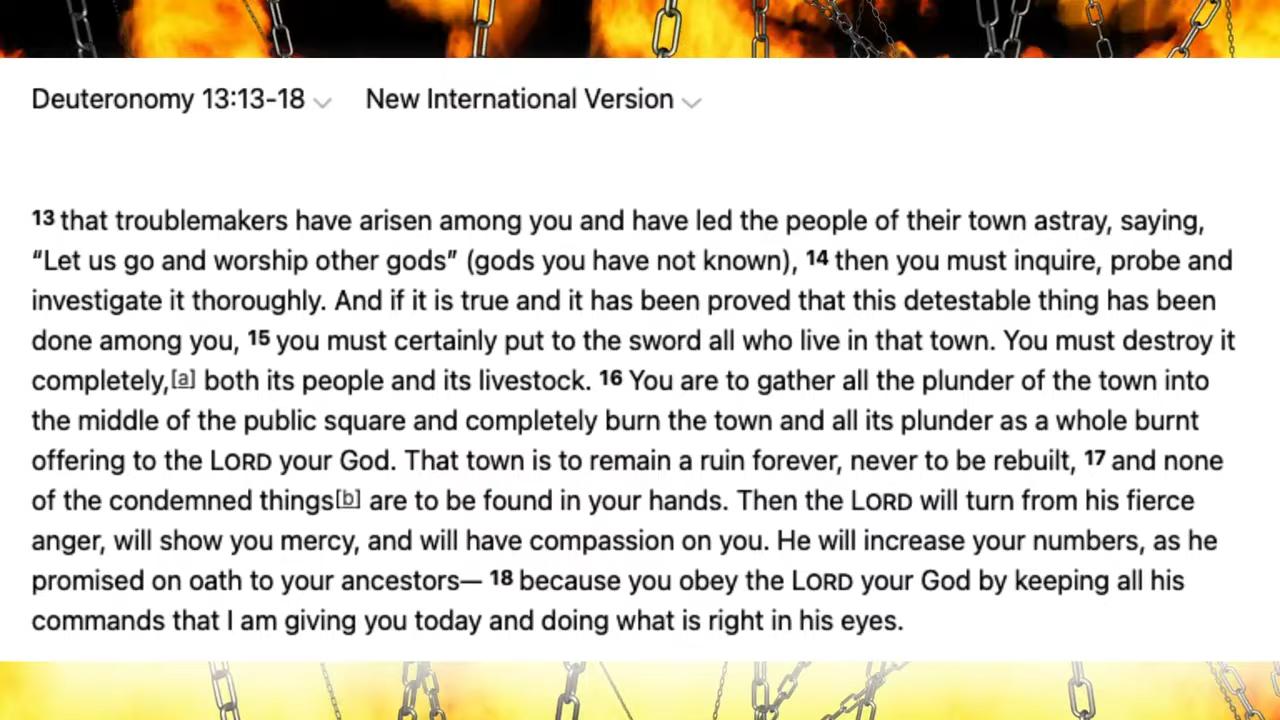 Deuteronomy 13:13-18 New International Version
13 that troublemakers have arisen among you and have led the people of their town astray, saying,
“Let us go and worship other gods” (gods you have not known), 14 then you must inquire, probe and
investigate it thoroughly. And if it is true and it has been proved that this detestable thing has been
done among you, 15 you must certainly put to the sword all who live in that town. You must destroy it
completely,[a] both its people and its livestock. 16 You are to gather all the plunder of the town into
the middle of the public square and completely burn the town and all its plunder as a whole burnt
offering to the LORD your God. That town is to remain a ruin forever, never to be rebuilt, 17 and none
of the condemned things[b] are to be found in your hands. Then the LORD will turn from his fierce
anger, will show you mercy, and will have compassion on you. He will increase your numbers, as he
promised on oath to your ancestors— 18 because you obey the LORD your God by keeping all his
commands that I am giving you today and doing what is right in his eyes.